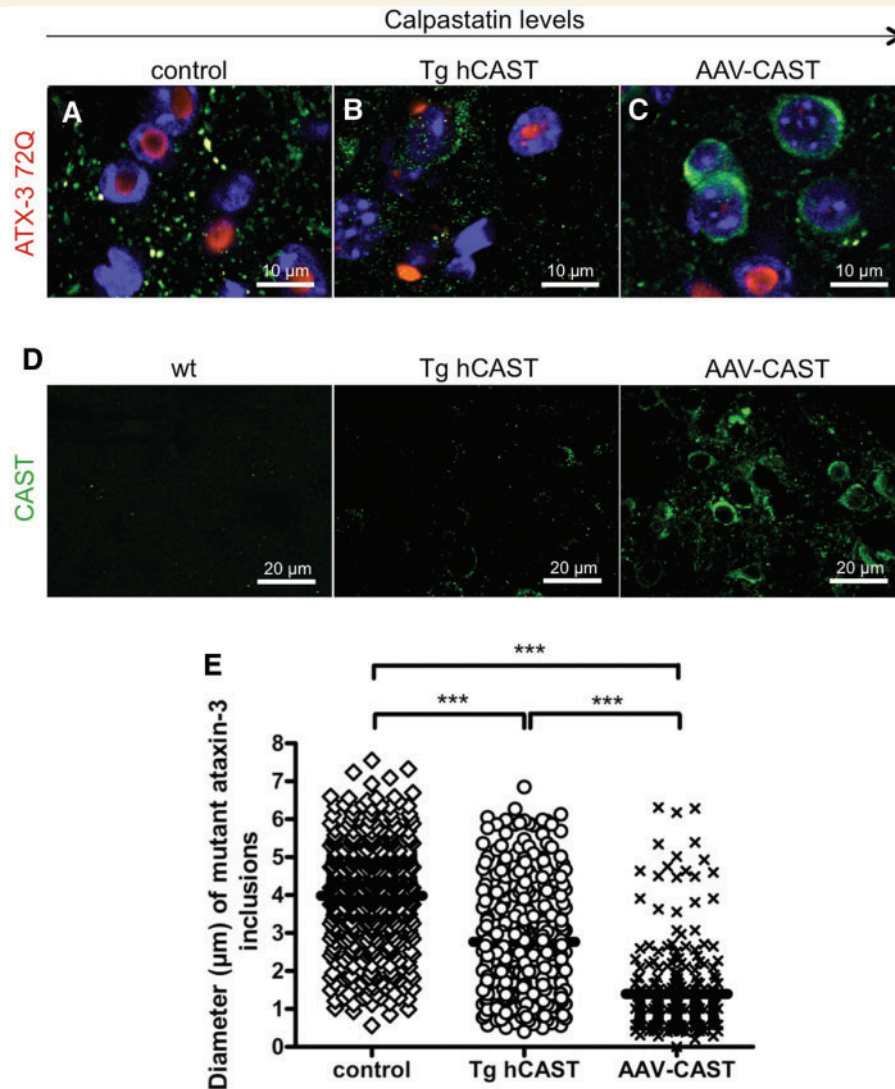 Calpastatin levels
control Tg hCAST AAV-CAST
A B C
ATX-3 72Q
10 µm 10 µm 10 µm
D
wt Tg hCAST AAV-CAST
CAST
20 µm 20 µm 20 µm
E
***
*** ***
Diameter (µm) of mutant ataxin-3
inclusions
8
7
6
5
4
3
2
1
0
control Tg hCAST AAV-CAST